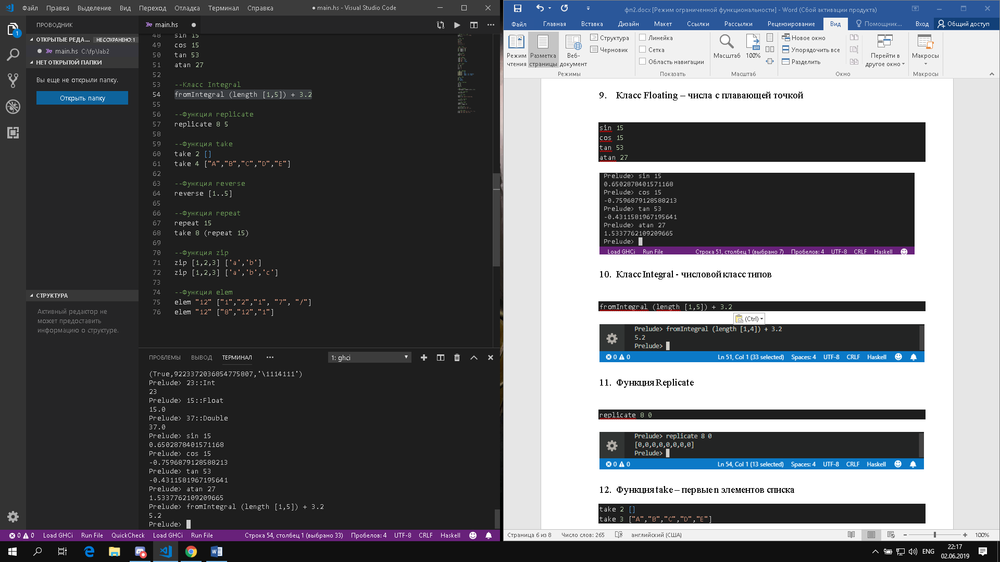 Файл Правка Выделение Вид Переход Отладка Терминал Справка ● main.hs - Visual Studio Code
ПРОВОДНИК
ОТКРЫТЫЕ РЕДА... НЕ СОХРАНЕНО: 1
● main.hs C:\fp\lab2
НЕТ ОТКРЫТОЙ ПАПКИ
Вы еще не открыли папку.
Открыть папку
СТРУКТУРА
Активный редактор не
может предоставить
информацию о структуре.
1
main.hs ●
48 sin 15
49 cos 15
50 tan 53
51 atan 27
52
53 --Класс Integral
54 fromIntegral (length [1,5]) + 3.2
55
56 --Функция replicate
57 replicate 8 5
58
59 --Функция take
60 take 2 []
61 take 4 ["A","B","C","D","E"]
62
63 --Функция reverse
64 reverse [1..5]
65
66 --Функция repeat
67 repeat 15
68 take 8 (repeat 15)
69
70 --Функция zip
71 zip [1,2,3] ['a','b']
72 zip [1,2,3] ['a','b','c']
73
74 --Функция elem
75 elem "12" ["1","2","1", "7", "/"]
76 elem "12" ["8","12","1"]
ПРОБЛЕМЫ ВЫВОД ТЕРМИНАЛ ••• 1: ghci
(True,9223372036854775807,'\1114111')
Prelude> 23::Int
23
Prelude> 15::Float
15.0
Prelude> 37::Double
37.0
Prelude> sin 15
0.6502878401571168
Prelude> cos 15
-0.7596879128588213
Prelude> tan 53
-0.4311581967195641
Prelude> atan 27
1.5337762109209665
Prelude> fromIntegral (length [1,5]) + 3.2
5.2
Prelude>
0 0 Load GHCi Run File QuickCheck Load GHCi Run File Строка 54, столбец 1 (выбрано 33) Пробелов: 4 UTF-8 CRLF Haskell
фп2.docx [Режим ограниченной функциональности] - Word (Сбой активации продукта)
Файл Главная Вставка Дизайн Макет Ссылки Рассылки Рецензирование Вид Помощник... Вход Общий доступ
Режим чтения
Разметка страницы
Веб-документ
Структура
Черновик
Режимы
Линейка
Сетка
Область навигации
Показать
Масштаб
100
100%
Масштаб
Новое окно
Упорядочить все
Разделить
Перейти в другое окно
Окно
Макросы
Макросы
9. Класс Floating – числа с плавающей точкой
sin 15
cos 15
tan 53
atan 27
Prelude> sin 15
0.6502878401571168
Prelude> cos 15
-0.7596879128588213
Prelude> tan 53
-0.4311581967195641
Prelude> atan 27
1.5337762109209665
Prelude>
Load GHCi Run File Строка 51, столбец 1 (выбрано 7) Пробелов: 4 UTF-8 CRLF Haskell
10. Класс Integral - числовой класс типов
fromIntegral (length [1,5]) + 3.2
(Ctrl)
Prelude> fromIntegral (length [1,4]) + 3.2
5.2
Prelude>
0 0 Ln 51, Col 1 (33 selected) Spaces: 4 UTF-8 CRLF Haskell
11. Функция Replicate
replicate 8 0
Prelude> replicate 8 0
[0,0,0,0,0,0,0,0]
Prelude>
0 0 Ln 54, Col 1 (13 selected) Spaces: 4 UTF-8 CRLF Haskell
12. Функция take – первые n элементов списка
take 2 []
take 3 ["A","B","C","D","E"]
Страница 6 из 8 Число слов: 265 английский (США) 100%
ENG 22:17
02.06.2019